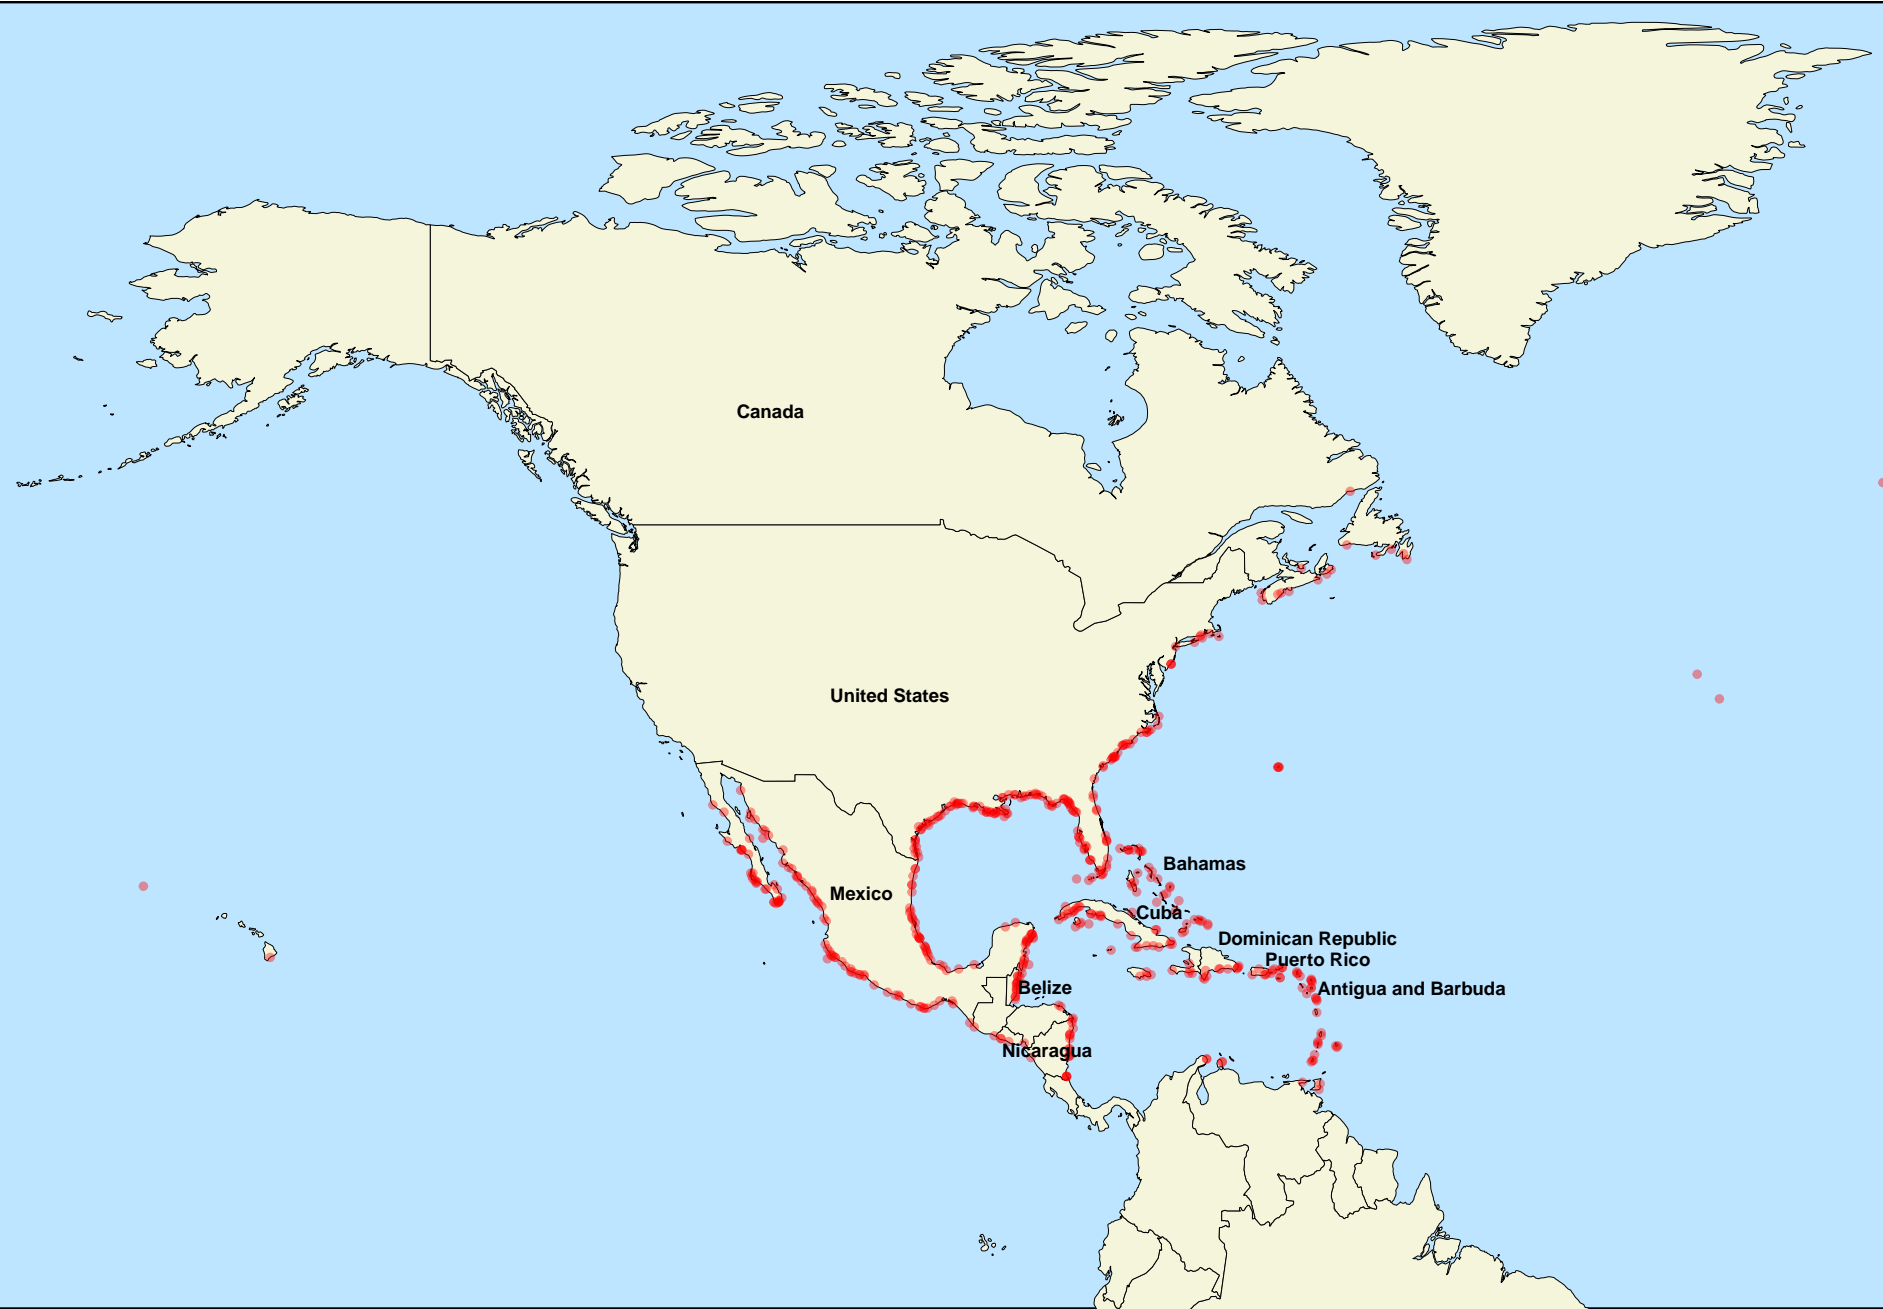 Canada
United States
Bahamas
Mexico
Cuba
Dominican Republic
Puerto Rico
Belize
Antigua and Barbuda
Nicaragua